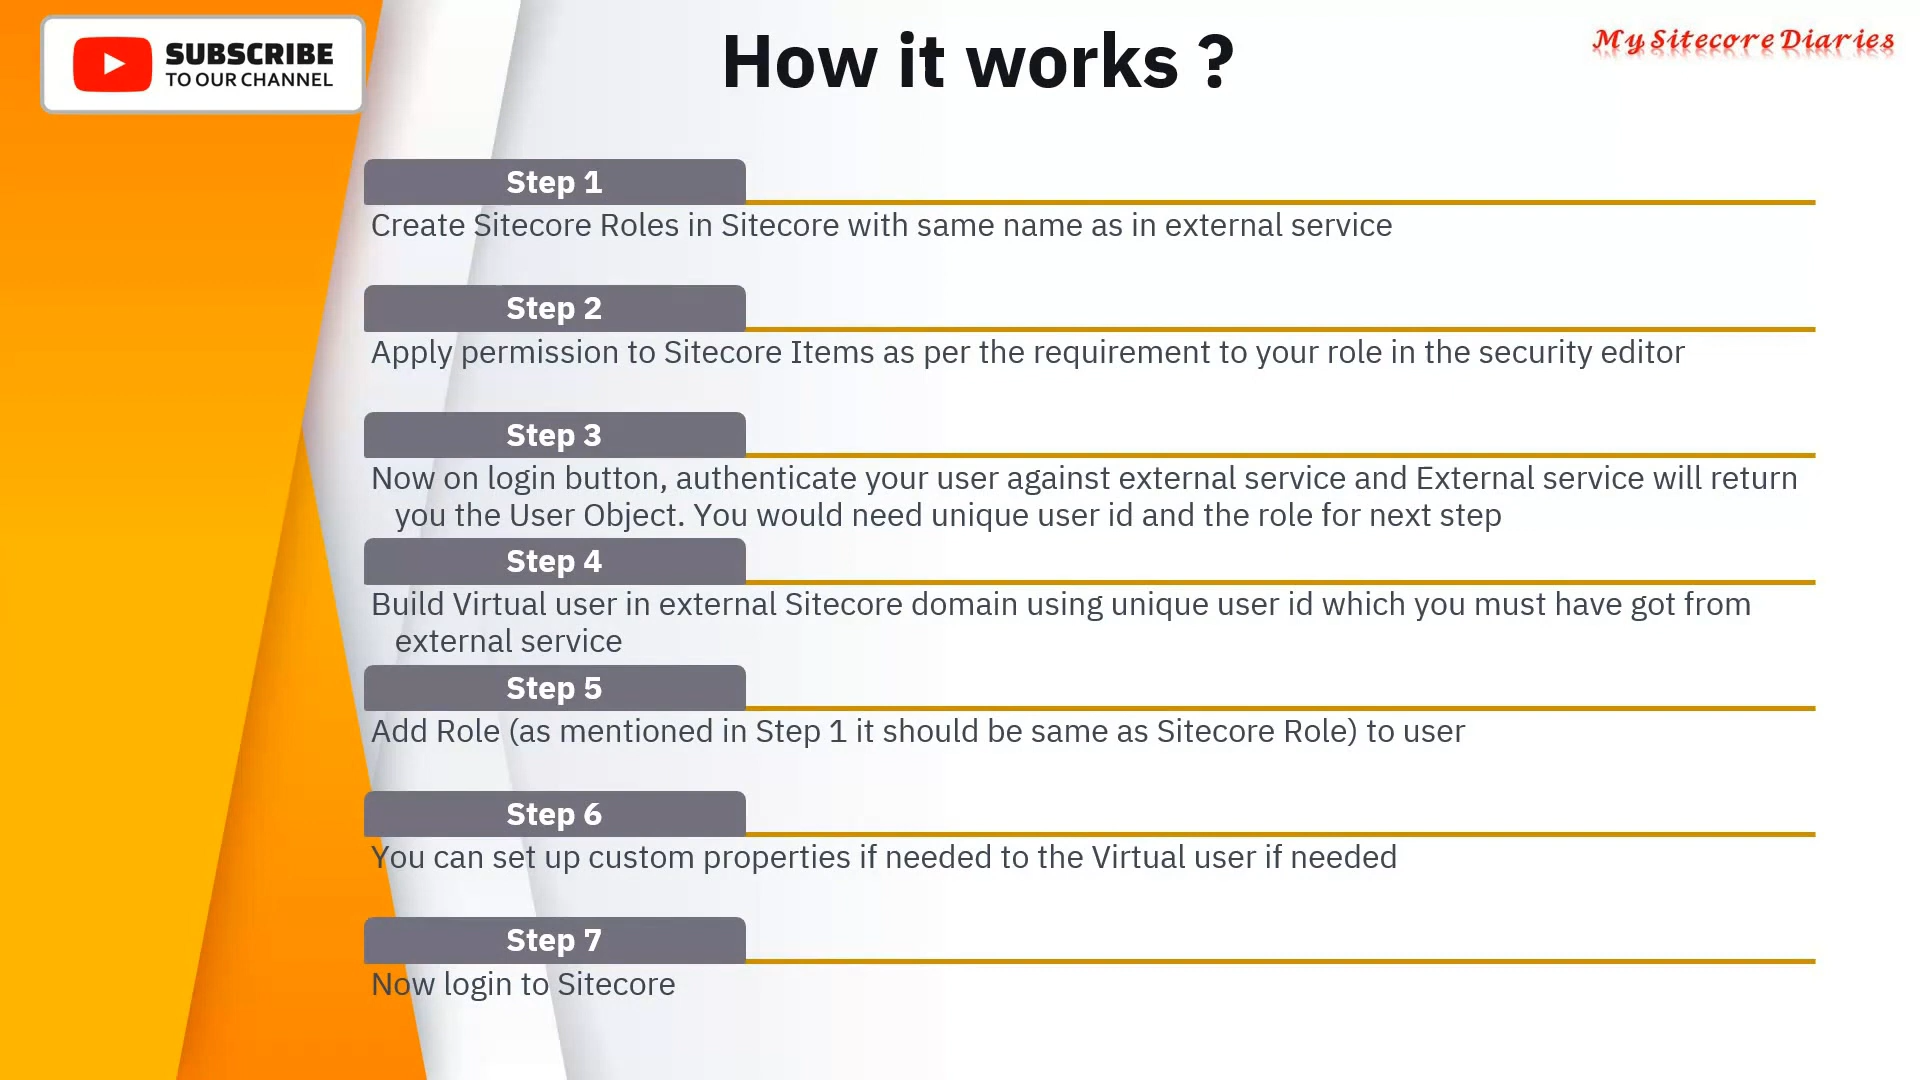 SUBSCRIBE
TO OUR CHANNEL
How it works ?
My Sitecore Diaries
Step 1
Create Sitecore Roles in Sitecore with same name as in external service
Step 2
Apply permission to Sitecore Items as per the requirement to your role in the security editor
Step 3
Now on login button, authenticate your user against external service and External service will return
you the User Object. You would need unique user id and the role for next step
Step 4
Build Virtual user in external Sitecore domain using unique user id which you must have got from
external service
Step 5
Add Role (as mentioned in Step 1 it should be same as Sitecore Role) to user
Step 6
You can set up custom properties if needed to the Virtual user if needed
Step 7
Now login to Sitecore